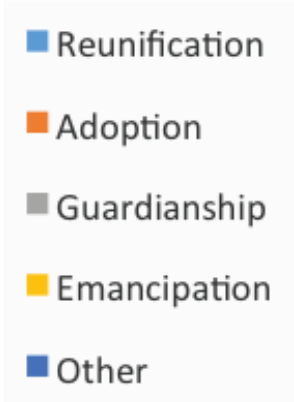 Reunification
Adoption
Guardianship
Emancipation
Other